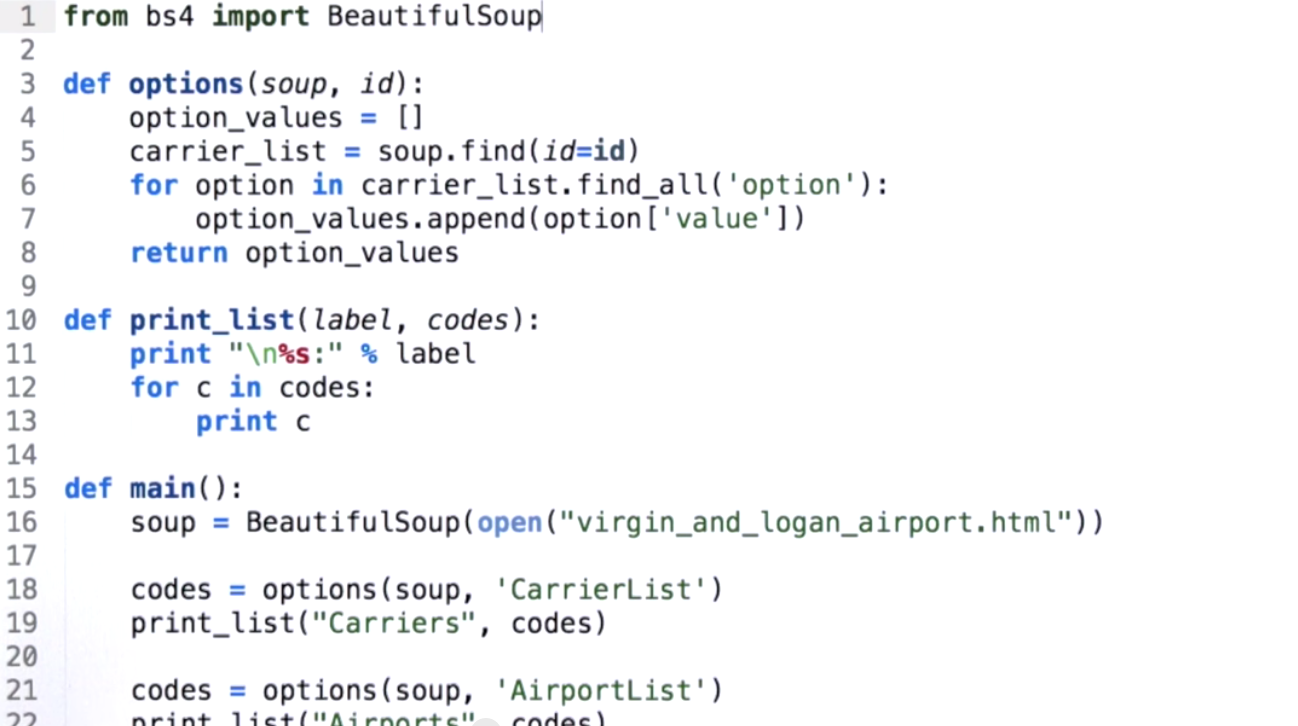 1 from bs4 import BeautifulSoup
2
3 def options(soup, id):
4     option_values = []
5     carrier_list = soup.find(id=id)
6     for option in carrier_list.find_all('option'):
7         option_values.append(option['value'])
8     return option_values
9
10 def print_list(label, codes):
11     print "\n%s:" % label
12     for c in codes:
13         print c
14
15 def main():
16     soup = BeautifulSoup(open("virgin_and_logan_airport.html"))
17
18     codes = options(soup, 'CarrierList')
19     print_list("Carriers", codes)
20
21     codes = options(soup, 'AirportList')
22     print_list("Airports", codes)